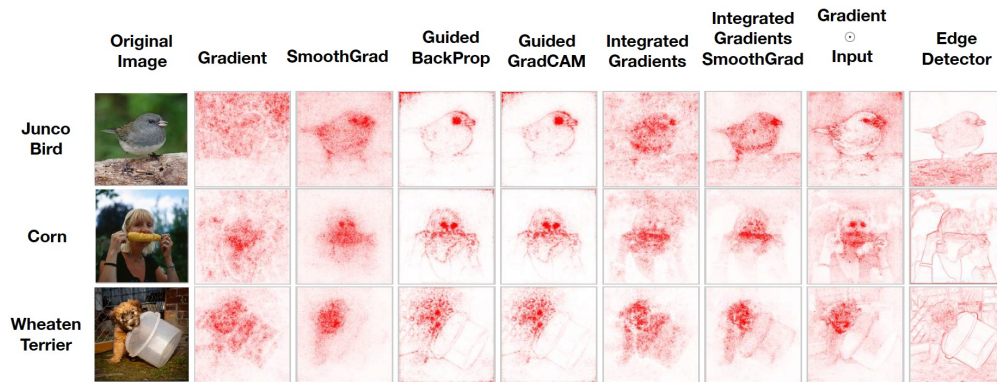 Original
Image
Gradient
SmoothGrad
Guided
BackProp
Guided
GradCAM
Integrated
Gradients
Integrated
Gradients
SmoothGrad
Gradient
⊙
Input
Edge
Detector
Junco
Bird
Corn
Wheaten
Terrier